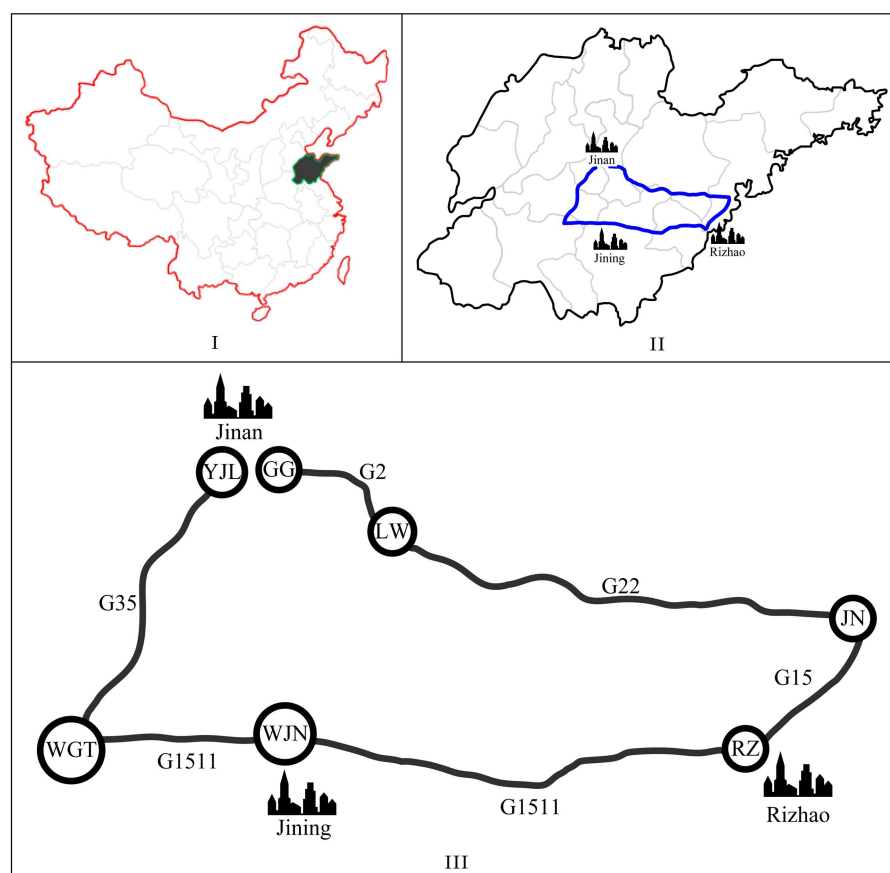 I
Jinan
Jining
Rizhao
II
Jinan
YJL
GG
G2
LW
G35
G22
JN
G15
WGT
G1511
WJN
RZ
G1511
Jining
Rizhao
III